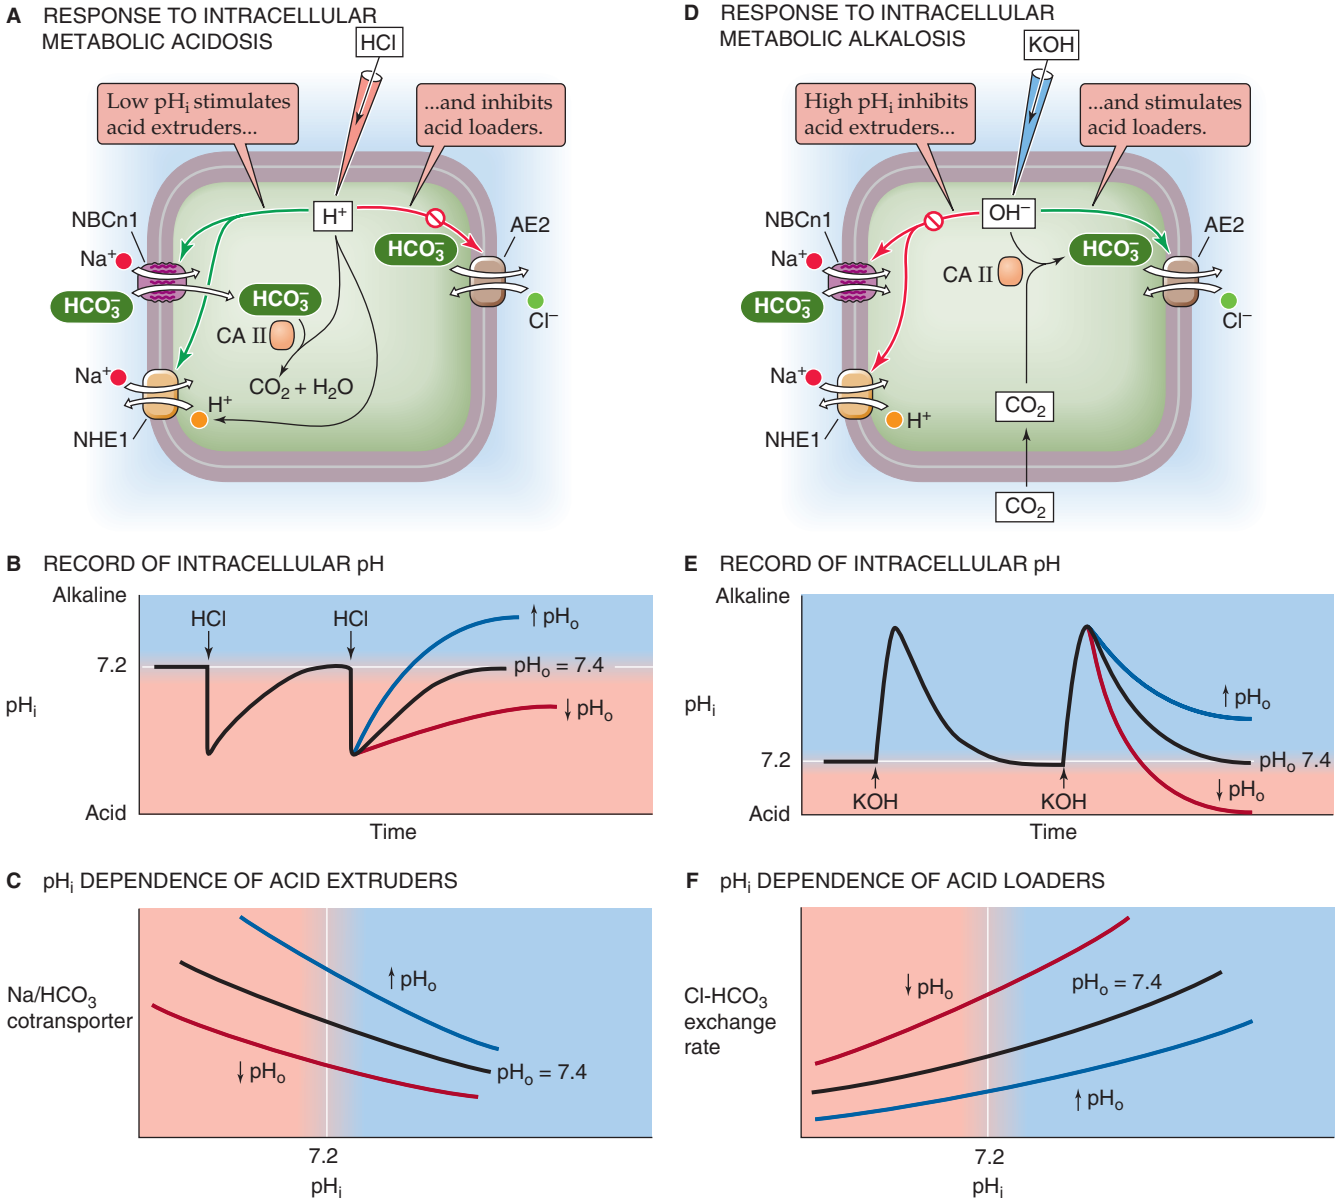 A RESPONSE TO INTRACELLULAR
METABOLIC ACIDOSIS
HCl
Low pHᵢ stimulates
acid extruders...
...and inhibits
acid loaders.
H⁺
NBCn1
AE2
Na⁺
HCO₃⁻
HCO₃⁻
HCO₃⁻
Cl⁻
CA II
CO₂ + H₂O
Na⁺
H⁺
NHE1
D RESPONSE TO INTRACELLULAR
METABOLIC ALKALOSIS
KOH
High pHᵢ inhibits
acid extruders...
...and stimulates
acid loaders.
OH⁻
NBCn1
AE2
Na⁺
HCO₃⁻
HCO₃⁻
CA II
Cl⁻
Na⁺
H⁺
NHE1
CO₂
CO₂
B RECORD OF INTRACELLULAR pH
Alkaline
HCl
HCl
↑ pHₒ
7.2
pHₒ = 7.4
pHᵢ
↓ pHₒ
Acid
Time
E RECORD OF INTRACELLULAR pH
Alkaline
pHᵢ
↑ pHₒ
7.2
pHₒ 7.4
↓ pHₒ
KOH
KOH
Acid
Time
C pHᵢ DEPENDENCE OF ACID EXTRUDERS
↑ pHₒ
Na/HCO₃
cotransporter
↓ pHₒ
pHₒ = 7.4
7.2
pHᵢ
F pHᵢ DEPENDENCE OF ACID LOADERS
↓ pHₒ
pHₒ = 7.4
Cl-HCO₃
exchange
rate
↑ pHₒ
7.2
pHᵢ